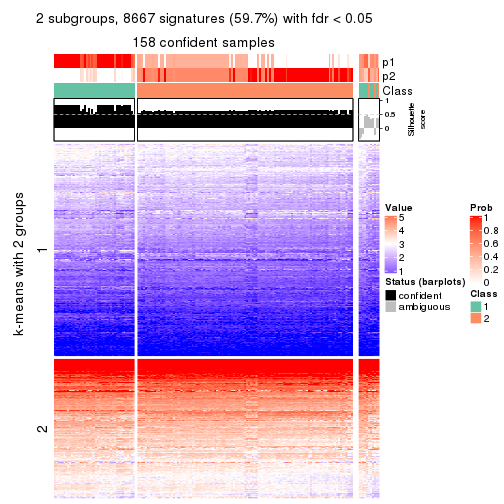 2 subgroups, 8667 signatures (59.7%) with fdr < 0.05
158 confident samples
p1
p2
Class
1
0.5
0
Silhouette
score
k-means with 2 groups
1
2
Value
5
4
3
2
1
Status (barplots)
confident
ambiguous
Prob
1
0.8
0.6
0.4
0.2
0
Class
1
2